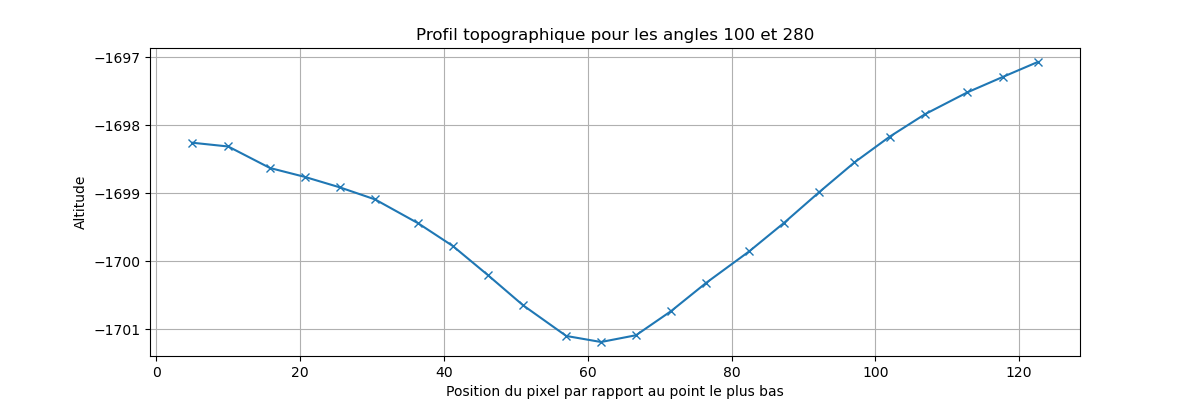 Profil topographique pour les angles 100 et 280
Altitude
−1697
−1698
−1699
−1700
−1701
0 20 40 60 80 100 120
Position du pixel par rapport au point le plus bas